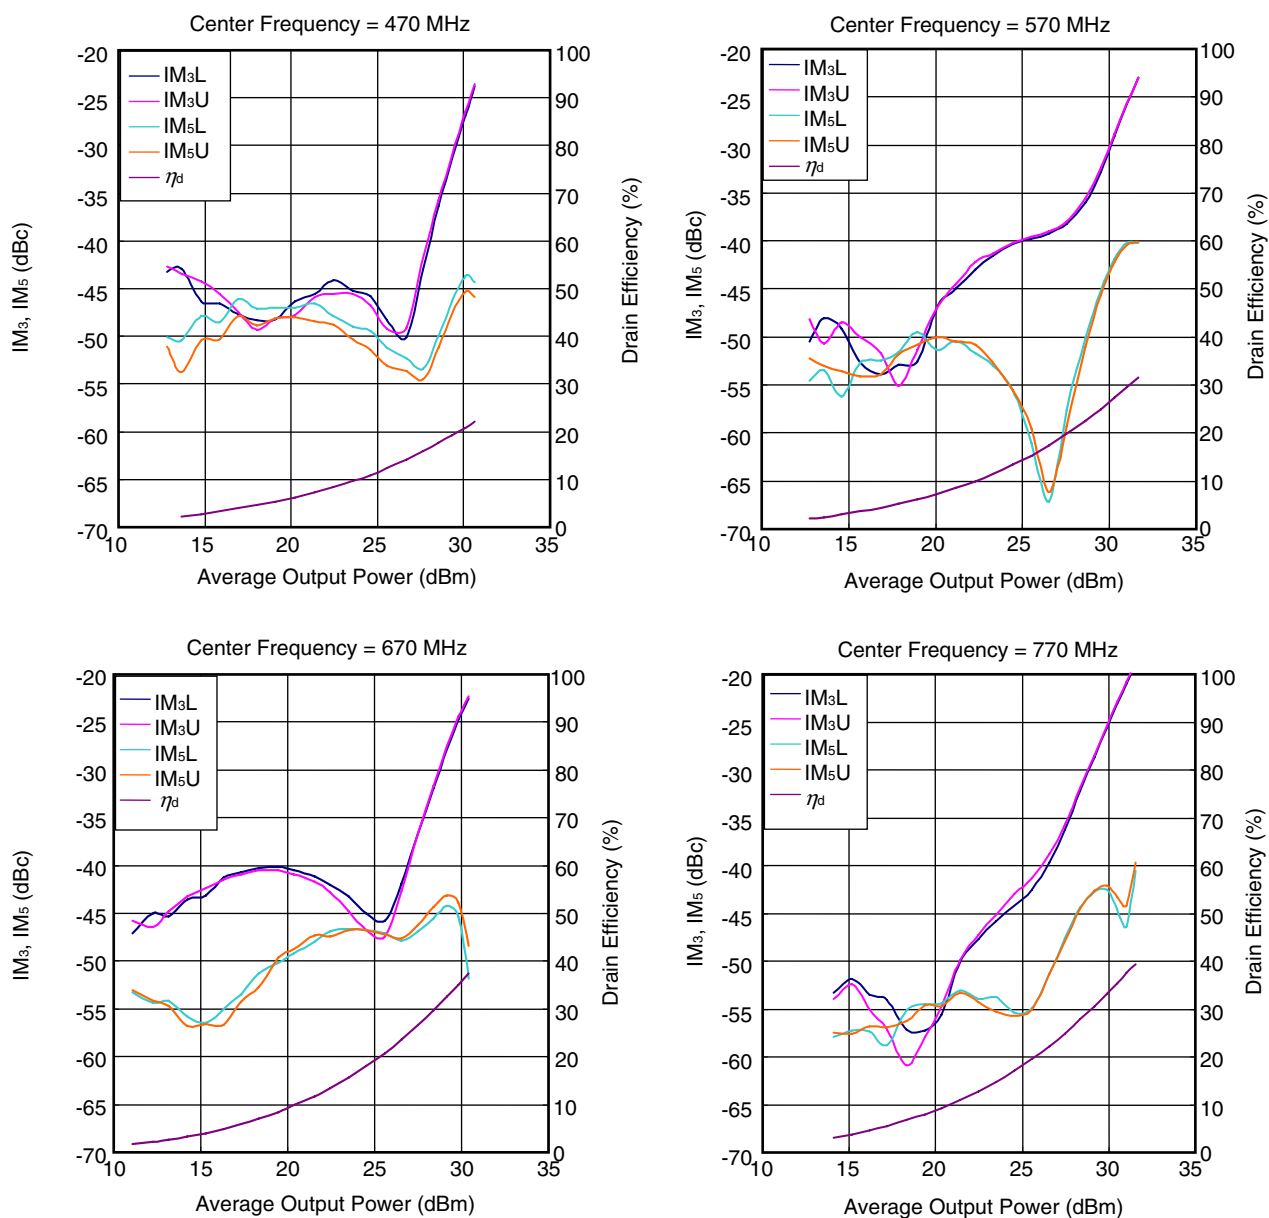 Center Frequency = 470 MHz
-20
-25
-30
-35
-40
-45
-50
-55
-60
-65
-70
IM3, IM5 (dBc)
IM3L
IM3U
IM5L
IM5U
ηd
100
90
80
70
60
50
40
30
20
10
0
Drain Efficiency (%)
10 15 20 25 30 35
Average Output Power (dBm)
Center Frequency = 570 MHz
-20
-25
-30
-35
-40
-45
-50
-55
-60
-65
-70
IM3, IM5 (dBc)
IM3L
IM3U
IM5L
IM5U
ηd
100
90
80
70
60
50
40
30
20
10
0
Drain Efficiency (%)
10 15 20 25 30 35
Average Output Power (dBm)
Center Frequency = 670 MHz
-20
-25
-30
-35
-40
-45
-50
-55
-60
-65
-70
IM3, IM5 (dBc)
IM3L
IM3U
IM5L
IM5U
ηd
100
90
80
70
60
50
40
30
20
10
0
Drain Efficiency (%)
10 15 20 25 30 35
Average Output Power (dBm)
Center Frequency = 770 MHz
-20
-25
-30
-35
-40
-45
-50
-55
-60
-65
-70
IM3, IM5 (dBc)
IM3L
IM3U
IM5L
IM5U
ηd
100
90
80
70
60
50
40
30
20
10
0
Drain Efficiency (%)
10 15 20 25 30 35
Average Output Power (dBm)